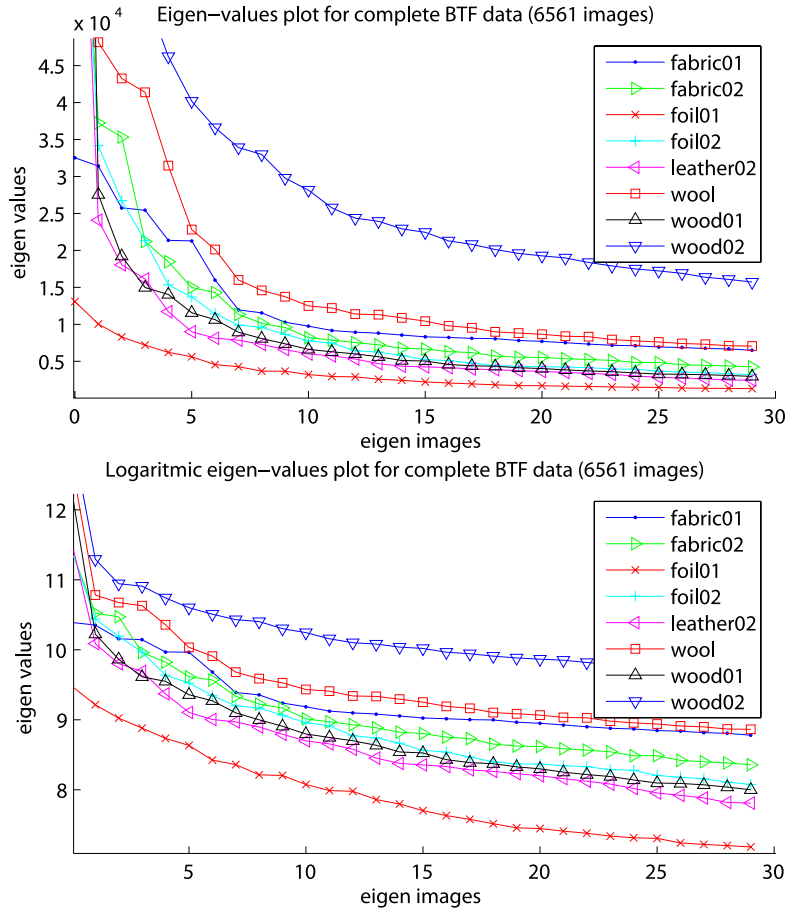 Eigen−values plot for complete BTF data (6561 images)
x 10⁴
4.5
4
3.5
3
2.5
2
1.5
1
0.5
eigen values
0 5 10 15 20 25 30
eigen images
fabric01
fabric02
foil01
foil02
leather02
wool
wood01
wood02
Logaritmic eigen−values plot for complete BTF data (6561 images)
12
11
10
9
8
eigen values
5 10 15 20 25 30
eigen images
fabric01
fabric02
foil01
foil02
leather02
wool
wood01
wood02